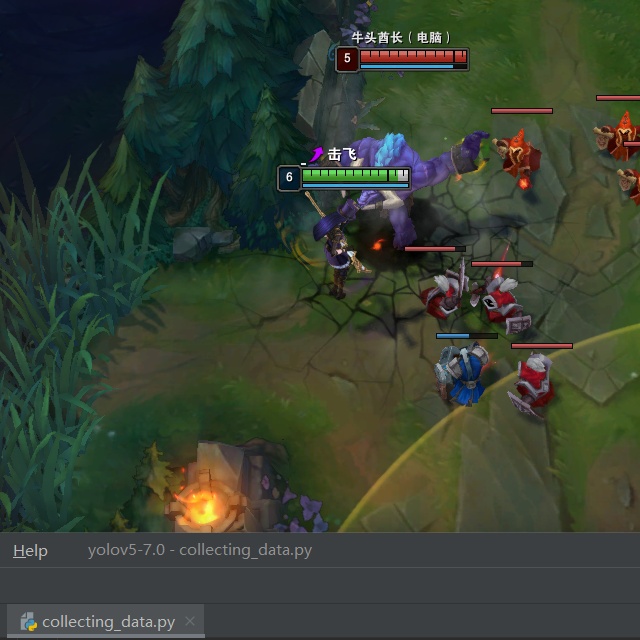 牛头酋长（电脑）
5
击飞
6
Help yolov5-7.0 - collecting_data.py
collecting_data.py